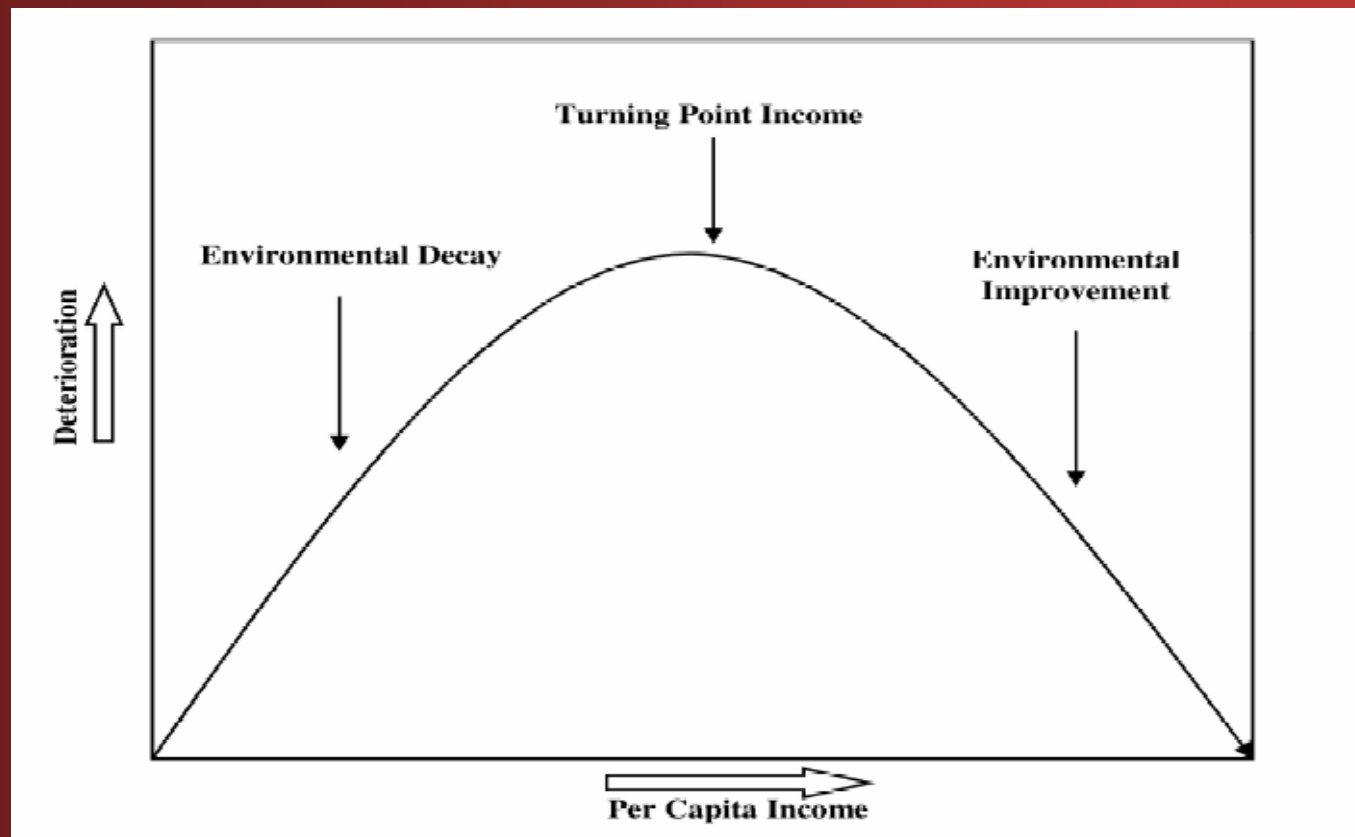 Turning Point Income
Environmental Decay
Environmental
Improvement
Deterioration
Per Capita Income